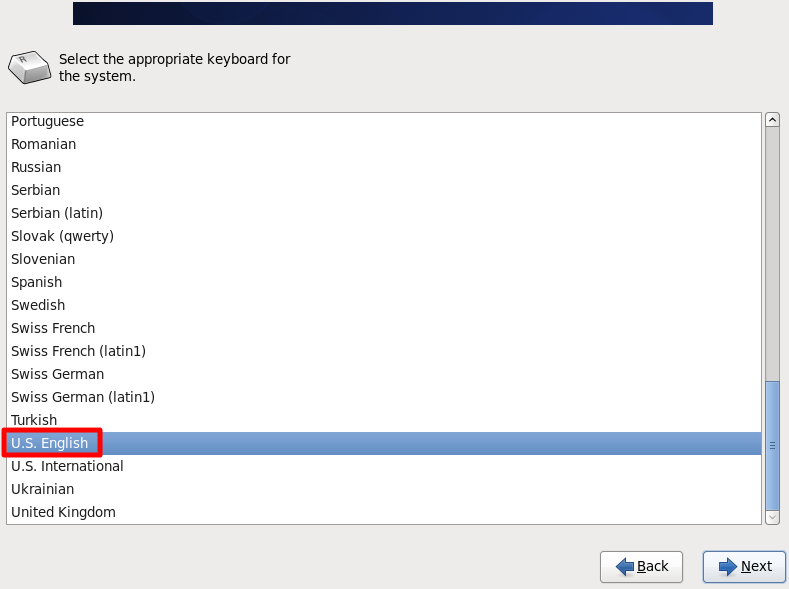 Select the appropriate keyboard for
the system.
Portuguese
Romanian
Russian
Serbian
Serbian (latin)
Slovak (qwerty)
Slovenian
Spanish
Swedish
Swiss French
Swiss French (latin1)
Swiss German
Swiss German (latin1)
Turkish
U.S. English
U.S. International
Ukrainian
United Kingdom
Back
Next